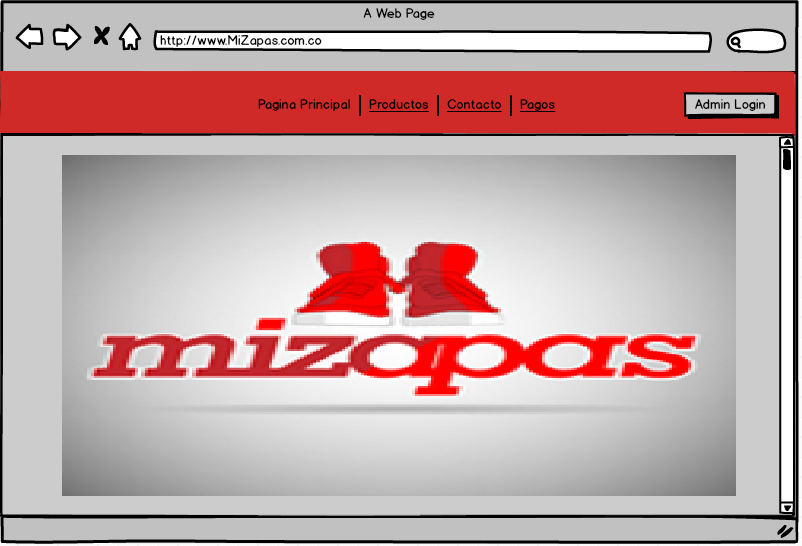 A Web Page
http://www.MiZapas.com.co
Pagina Principal | Productos | Contacto | Pagos
Admin Login
mizapas